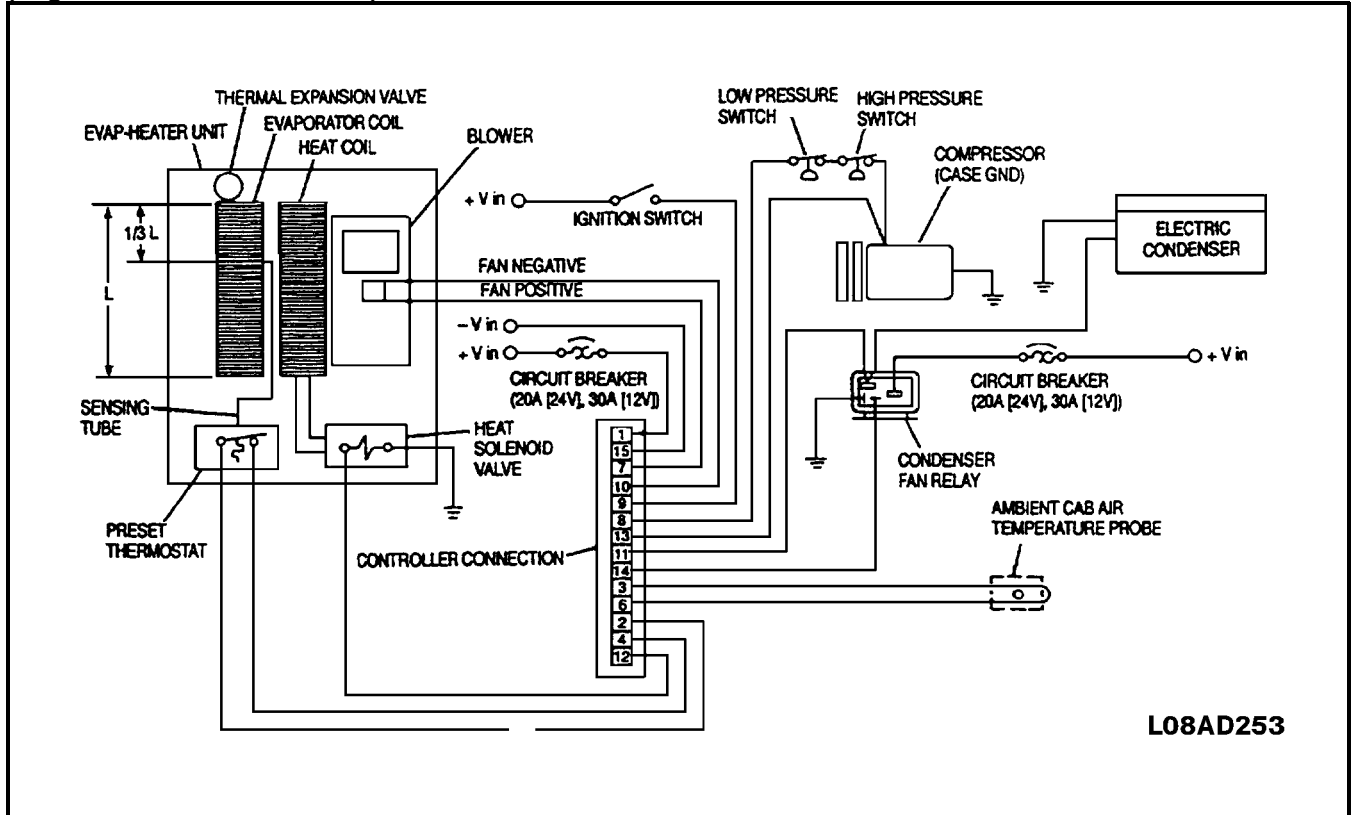 THERMAL EXPANSION VALVE
EVAP-HEATER UNIT
EVAPORATOR COIL
HEAT COIL
BLOWER
LOW PRESSURE
SWITCH
HIGH PRESSURE
SWITCH
COMPRESSOR
(CASE GND)
+ V in
IGNITION SWITCH
ELECTRIC
CONDENSER
1/3 L
L
FAN NEGATIVE
FAN POSITIVE
- V in
+ V in
CIRCUIT BREAKER
(20A [24V], 30A [12V])
+ V in
CIRCUIT BREAKER
(20A [24V], 30A [12V])
SENSING
TUBE
HEAT
SOLENOID
VALVE
CONDENSER
FAN RELAY
PRESET
THERMOSTAT
CONTROLLER CONNECTION
1
15
7
10
9
8
13
11
14
3
6
2
4
12
AMBIENT CAB AIR
TEMPERATURE PROBE
L08AD253